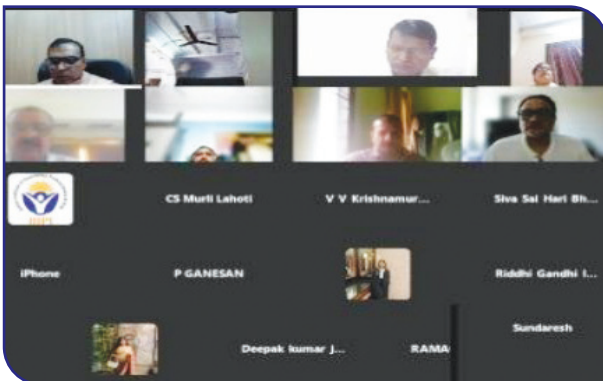 CS Murli Lahoti
V V Krishnamur...
Siva Sai Hari Bh...
iPhone
P GANESAN
Riddhi Gandhi I...
Sundaresh
Deepak kumar J...
RAMA